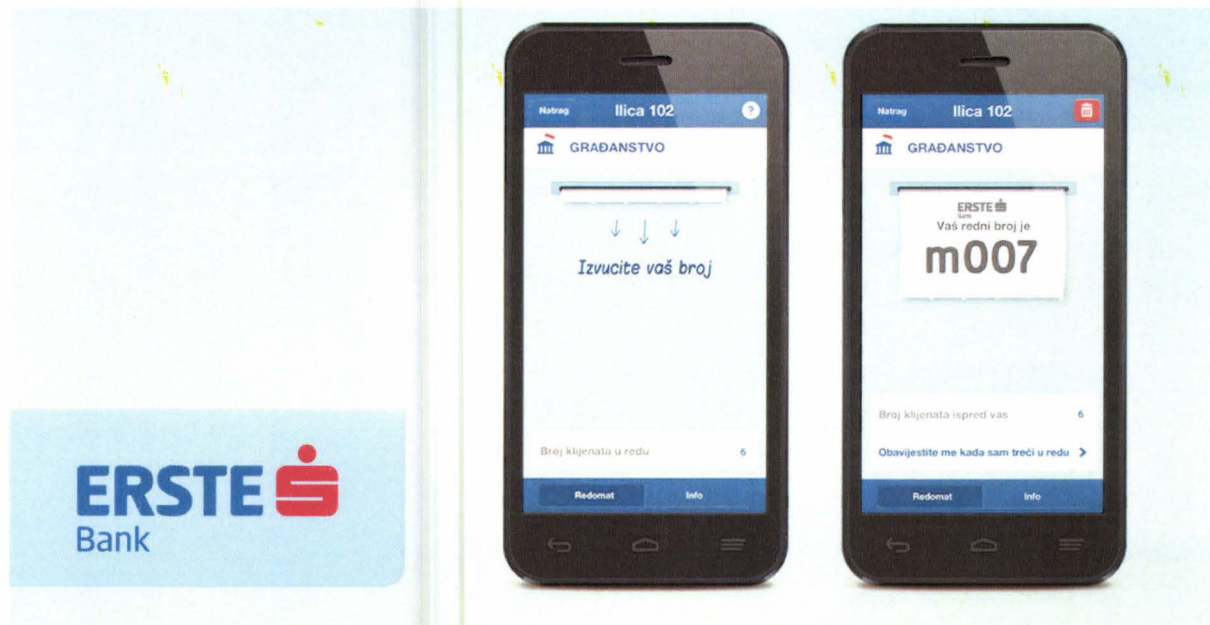 ERSTE
Bank
Natrag
Ilica 102
?
GRAĐANSTVO
Izvucite vaš broj
Broj klijenata u redu
6
Redomat
Info
Natrag
Ilica 102
GRAĐANSTVO
ERSTE
Bank
Vaš redni broj je
m007
Broj klijenata ispred vas
6
Obavijestite me kada sam treći u redu
Redomat
Info